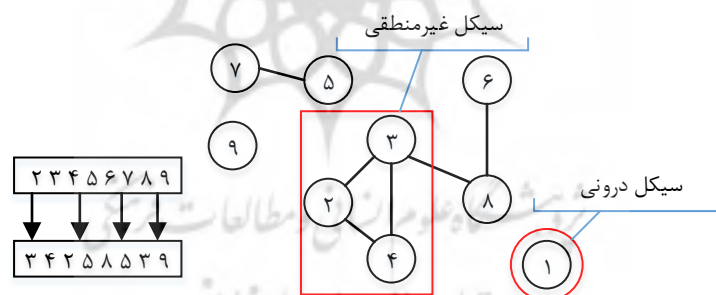 سیکل غیرمنطقی
۷
۵
۶
۹
۳
۲ ۳ ۴ ۵ ۶ ۷ ۸ ۹
۲
۸
سیکل درونی
۳ ۴ ۲ ۵ ۸ ۵ ۳ ۹
۴
۱